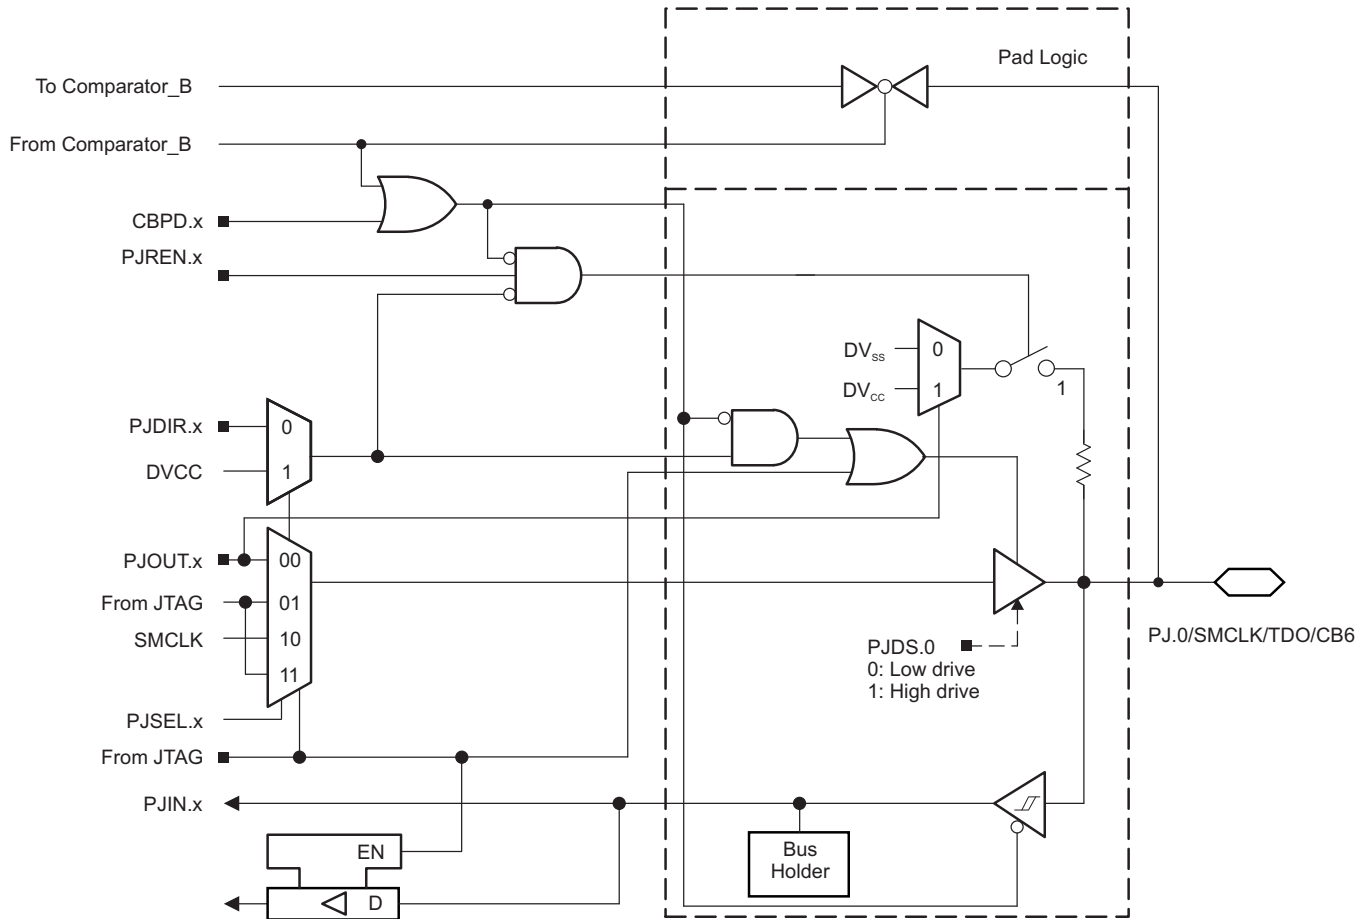 Pad Logic
To Comparator_B
From Comparator_B
CBPD.x
PJREN.x
DVSS
0
DVCC
1
1
PJDIR.x
0
DVCC
1
PJOUT.x
00
From JTAG
01
SMCLK
10
11
PJDS.0
0: Low drive
1: High drive
PJ.0/SMCLK/TDO/CB6
PJSEL.x
From JTAG
PJIN.x
EN
D
Bus
Holder